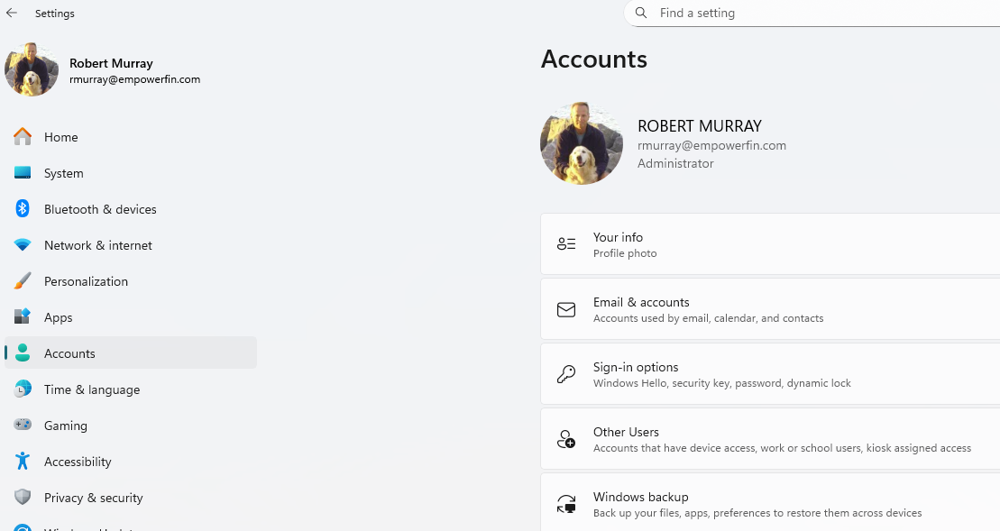 Settings
Find a setting
Robert Murray
rmurray@empowerfin.com
Home
System
Bluetooth & devices
Network & internet
Personalization
Apps
Accounts
Time & language
Gaming
Accessibility
Privacy & security
Accounts
ROBERT MURRAY
rmurray@empowerfin.com
Administrator
Your info
Profile photo
Email & accounts
Accounts used by email, calendar, and contacts
Sign-in options
Windows Hello, security key, password, dynamic lock
Other Users
Accounts that have device access, work or school users, kiosk assigned access
Windows backup
Back up your files, apps, preferences to restore them across devices